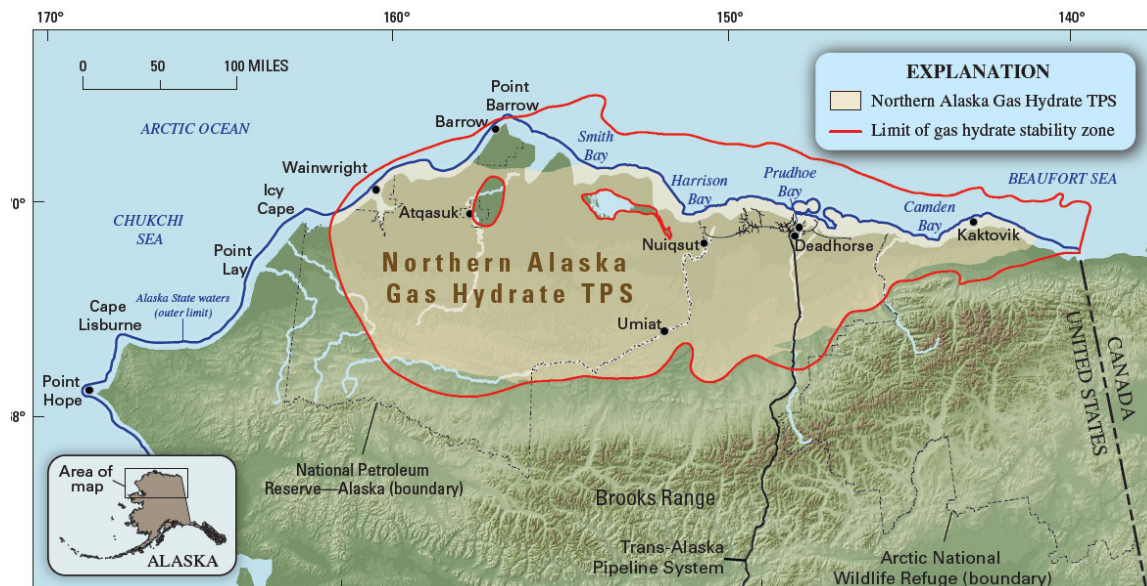 170°
160°
150°
140°
0
50
100 MILES
EXPLANATION
Northern Alaska Gas Hydrate TPS
Limit of gas hydrate stability zone
Point
Barrow
Barrow
ARCTIC OCEAN
Smith
Bay
Wainwright
Harrison
Bay
Prudhoe
Bay
BEAUFORT SEA
Icy
Cape
0°
Atqasuk
Camden
Bay
Kaktovik
CHUKCHI
SEA
Nuiqsut
Deadhorse
Point
Lay
Northern Alaska
Gas Hydrate TPS
Alaska State waters
(outer limit)
Cape
Lisburne
Umiat
CANADA
UNITED STATES
Point
Hope
68°
National Petroleum
Reserve—Alaska (boundary)
Area of
map
ALASKA
Brooks Range
Trans-Alaska
Pipeline System
Arctic National
Wildlife Refuge (boundary)